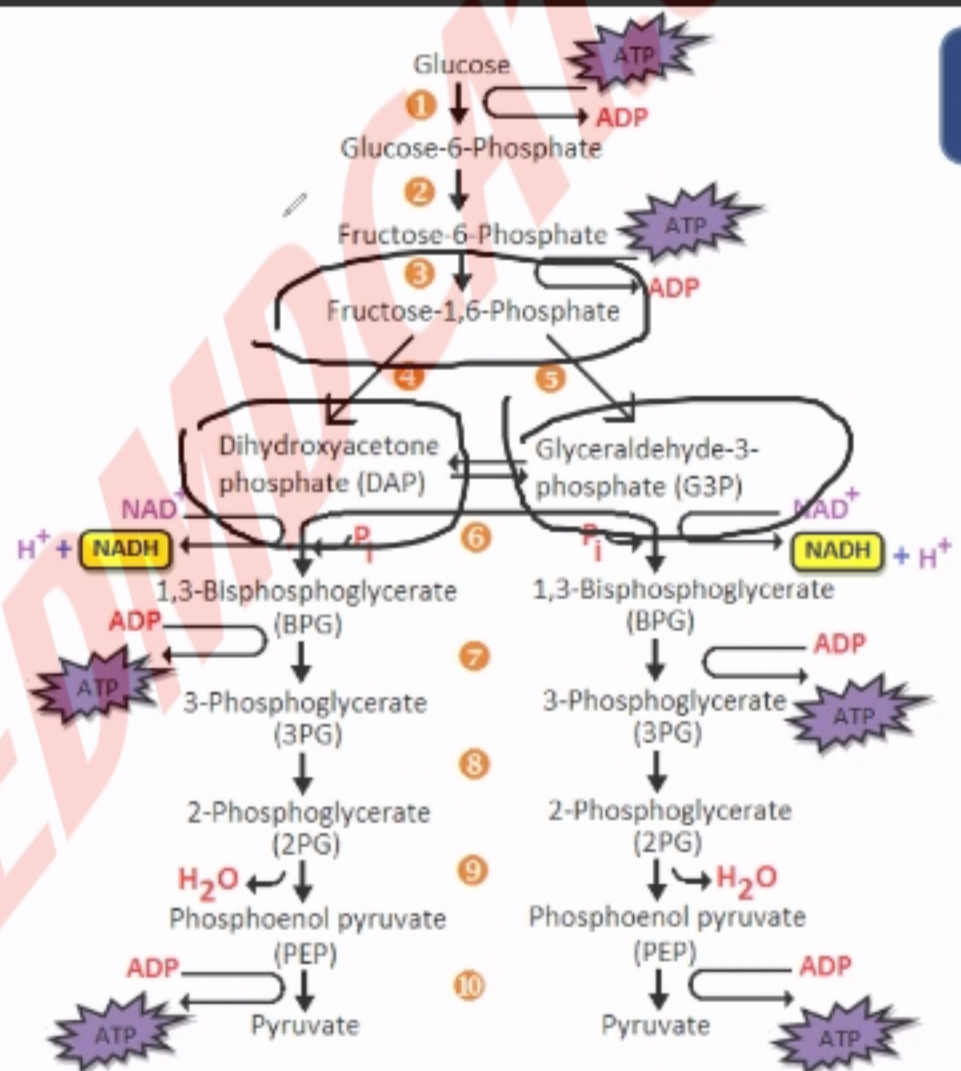 Glucose
ATP
1
ADP
Glucose-6-Phosphate
2
Fructose-6-Phosphate
ATP
3
ADP
Fructose-1,6-Phosphate
4
5
Dihydroxyacetone
phosphate (DAP)
Glyceraldehyde-3-
phosphate (G3P)
NAD+
NAD+
H+ + NADH
Pi
6
Pi
NADH + H+
1,3-Bisphosphoglycerate
(BPG)
1,3-Bisphosphoglycerate
(BPG)
ADP
ATP
7
ADP
ATP
3-Phosphoglycerate
(3PG)
3-Phosphoglycerate
(3PG)
8
2-Phosphoglycerate
(2PG)
2-Phosphoglycerate
(2PG)
H2O
9
H2O
Phosphoenol pyruvate
(PEP)
Phosphoenol pyruvate
(PEP)
ADP
ATP
10
ADP
ATP
Pyruvate
Pyruvate